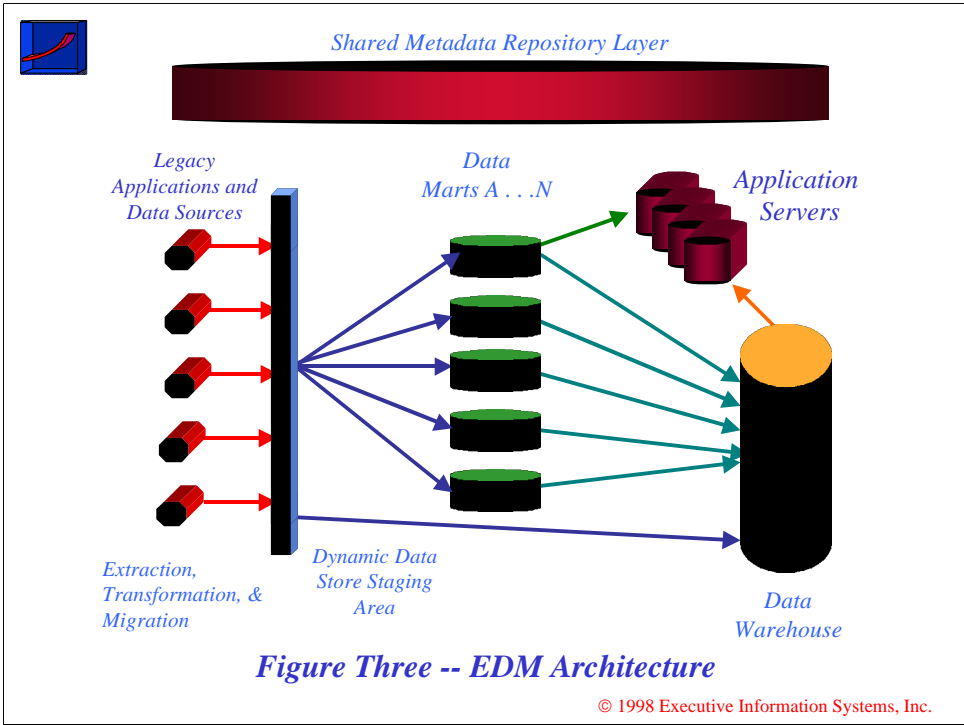 Shared Metadata Repository Layer
Legacy
Applications and
Data Sources
Data
Marts A . . .N
Application
Servers
Extraction,
Transformation, &
Migration
Dynamic Data
Store Staging
Area
Data
Warehouse
Figure Three -- EDM Architecture
© 1998 Executive Information Systems, Inc.